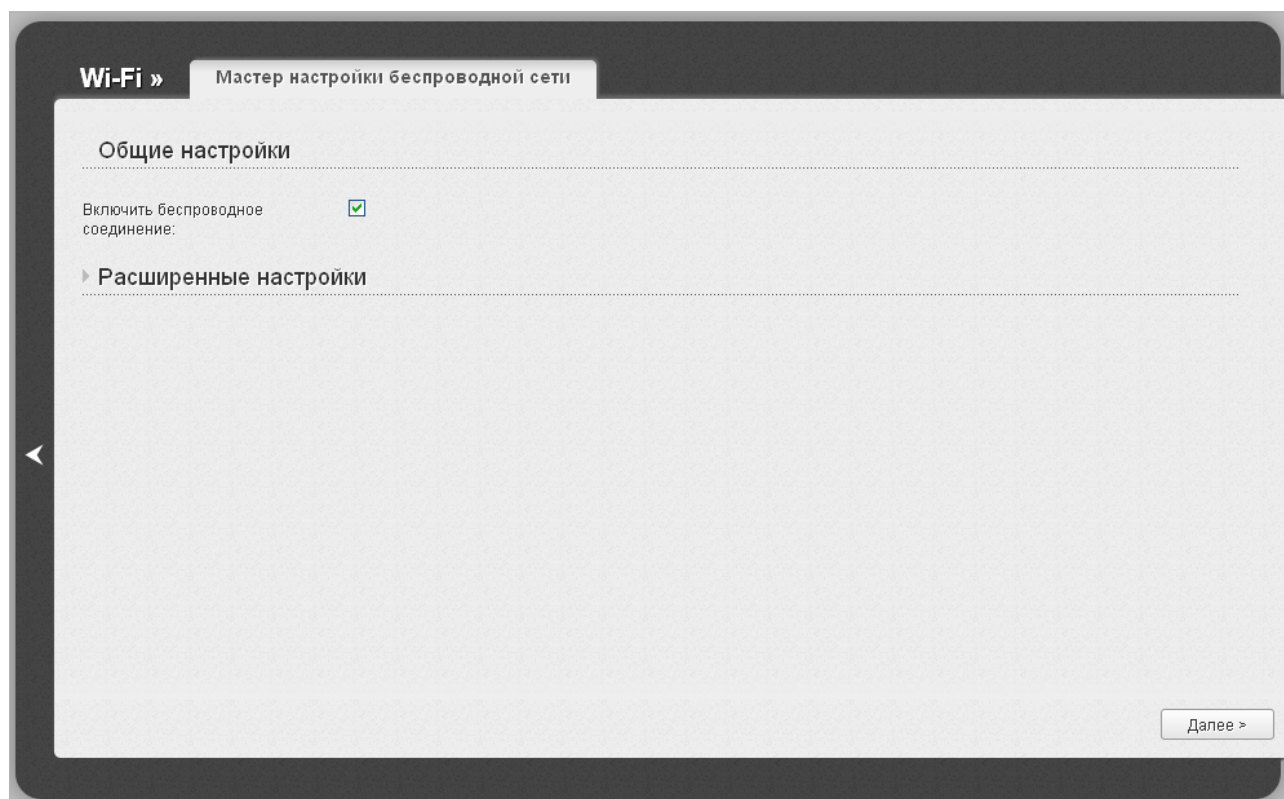 Wi-Fi » Мастер настройки беспроводной сети
Общие настройки
Включить беспроводное
соединение:
Расширенные настройки
Далее >